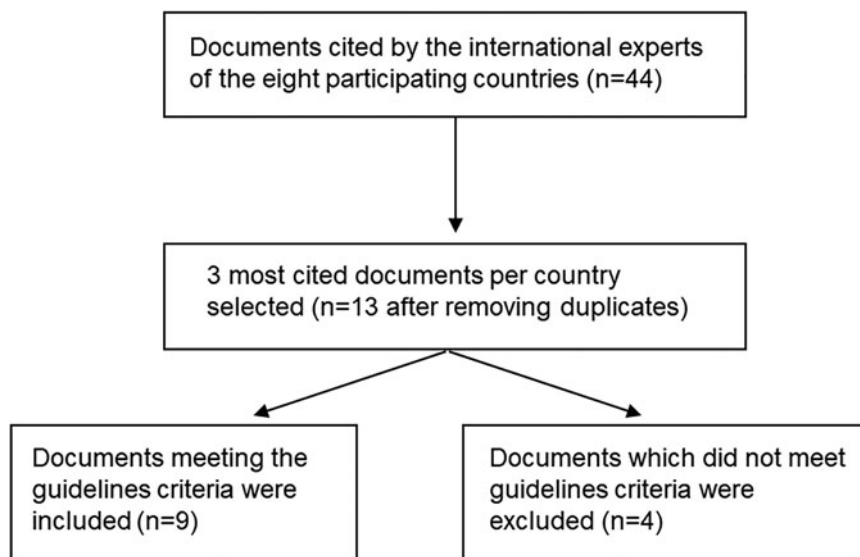 Documents cited by the international experts
of the eight participating countries (n=44)
3 most cited documents per country
selected (n=13 after removing duplicates)
Documents meeting the
guidelines criteria were
included (n=9)
Documents which did not meet
guidelines criteria were
excluded (n=4)